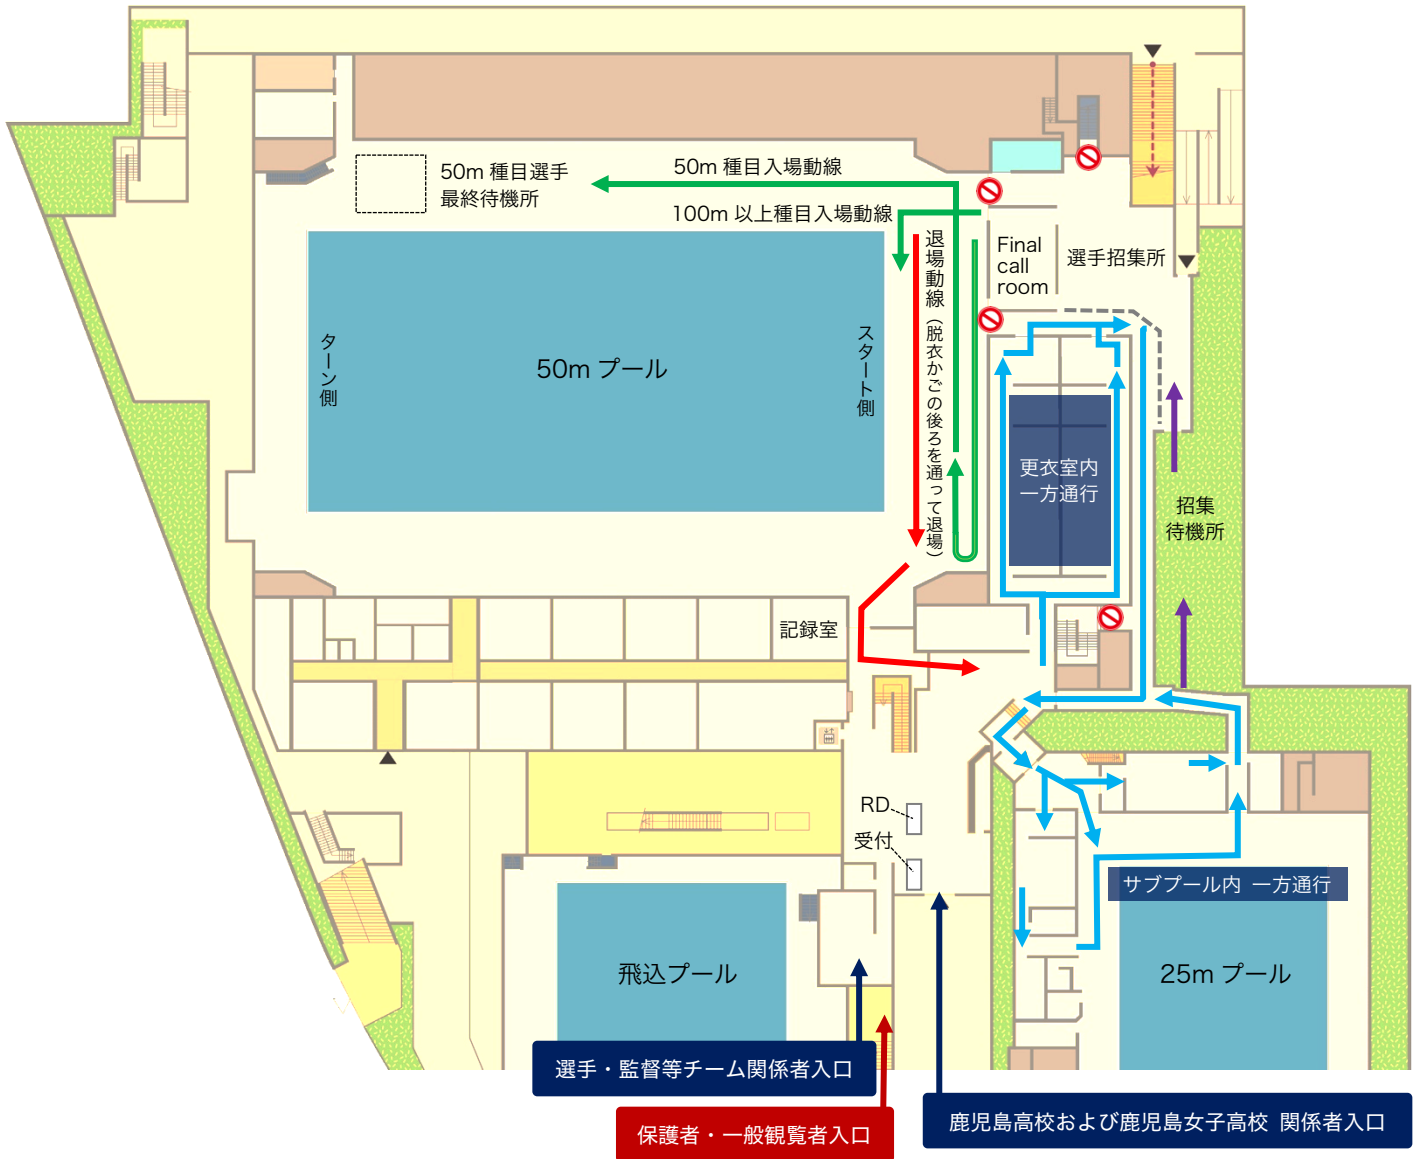 50m 種目選手
最終待機所
50m 種目入場動線
100m 以上種目入場動線
Final
call
room
選手招集所
退場動線（脱衣かごの後ろを通って退場）
ターン側
50m プール
スタート側
更衣室内
一方通行
招集
待機所
記録室
RD
受付
サブプール内 一方通行
飛込プール
25m プール
選手・監督等チーム関係者入口
保護者・一般観覧者入口
鹿児島高校および鹿児島女子高校 関係者入口